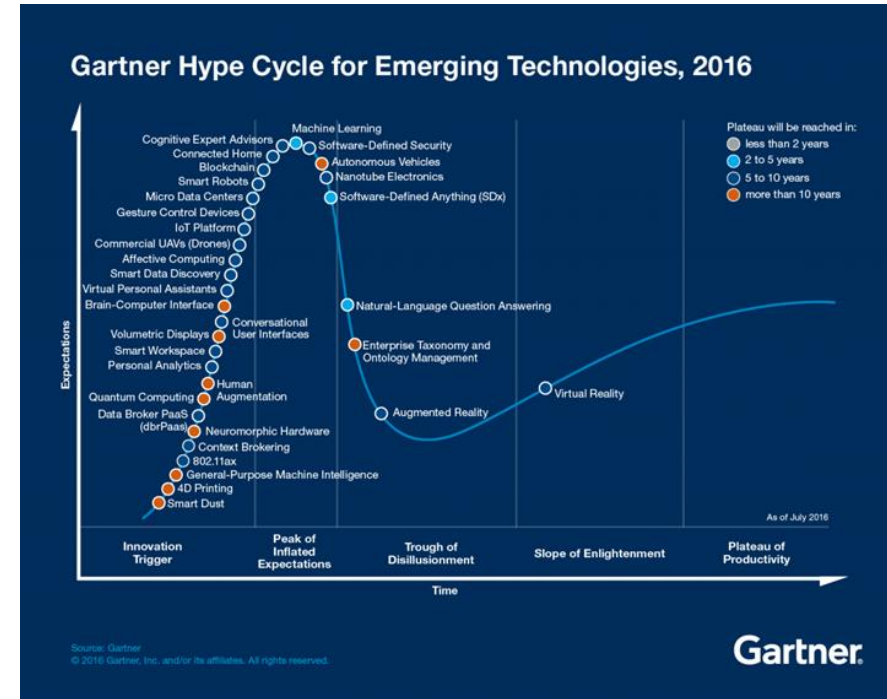 Gartner Hype Cycle for Emerging Technologies, 2016
Plateau will be reached in:
less than 2 years
2 to 5 years
5 to 10 years
more than 10 years
Expectations
Machine Learning
Cognitive Expert Advisors
Software-Defined Security
Connected Home
Autonomous Vehicles
Blockchain
Nanotube Electronics
Smart Robots
Micro Data Centers
Software-Defined Anything (SDx)
Gesture Control Devices
IoT Platform
Commercial UAVs (Drones)
Affective Computing
Smart Data Discovery
Virtual Personal Assistants
Brain-Computer Interface
Natural-Language Question Answering
Conversational
User Interfaces
Volumetric Displays
Enterprise Taxonomy and
Ontology Management
Smart Workspace
Personal Analytics
Human
Augmentation
Virtual Reality
Quantum Computing
Data Broker PaaS
(dbrPaas)
Augmented Reality
Neuromorphic Hardware
Context Brokering
802.11ax
General-Purpose Machine Intelligence
4D Printing
Smart Dust
As of July 2016
Innovation
Trigger
Peak of
Inflated
Expectations
Trough of
Disillusionment
Slope of Enlightenment
Plateau of
Productivity
Time
Source: Gartner
© 2016 Gartner, Inc. and/or its affiliates. All rights reserved.
Gartner.